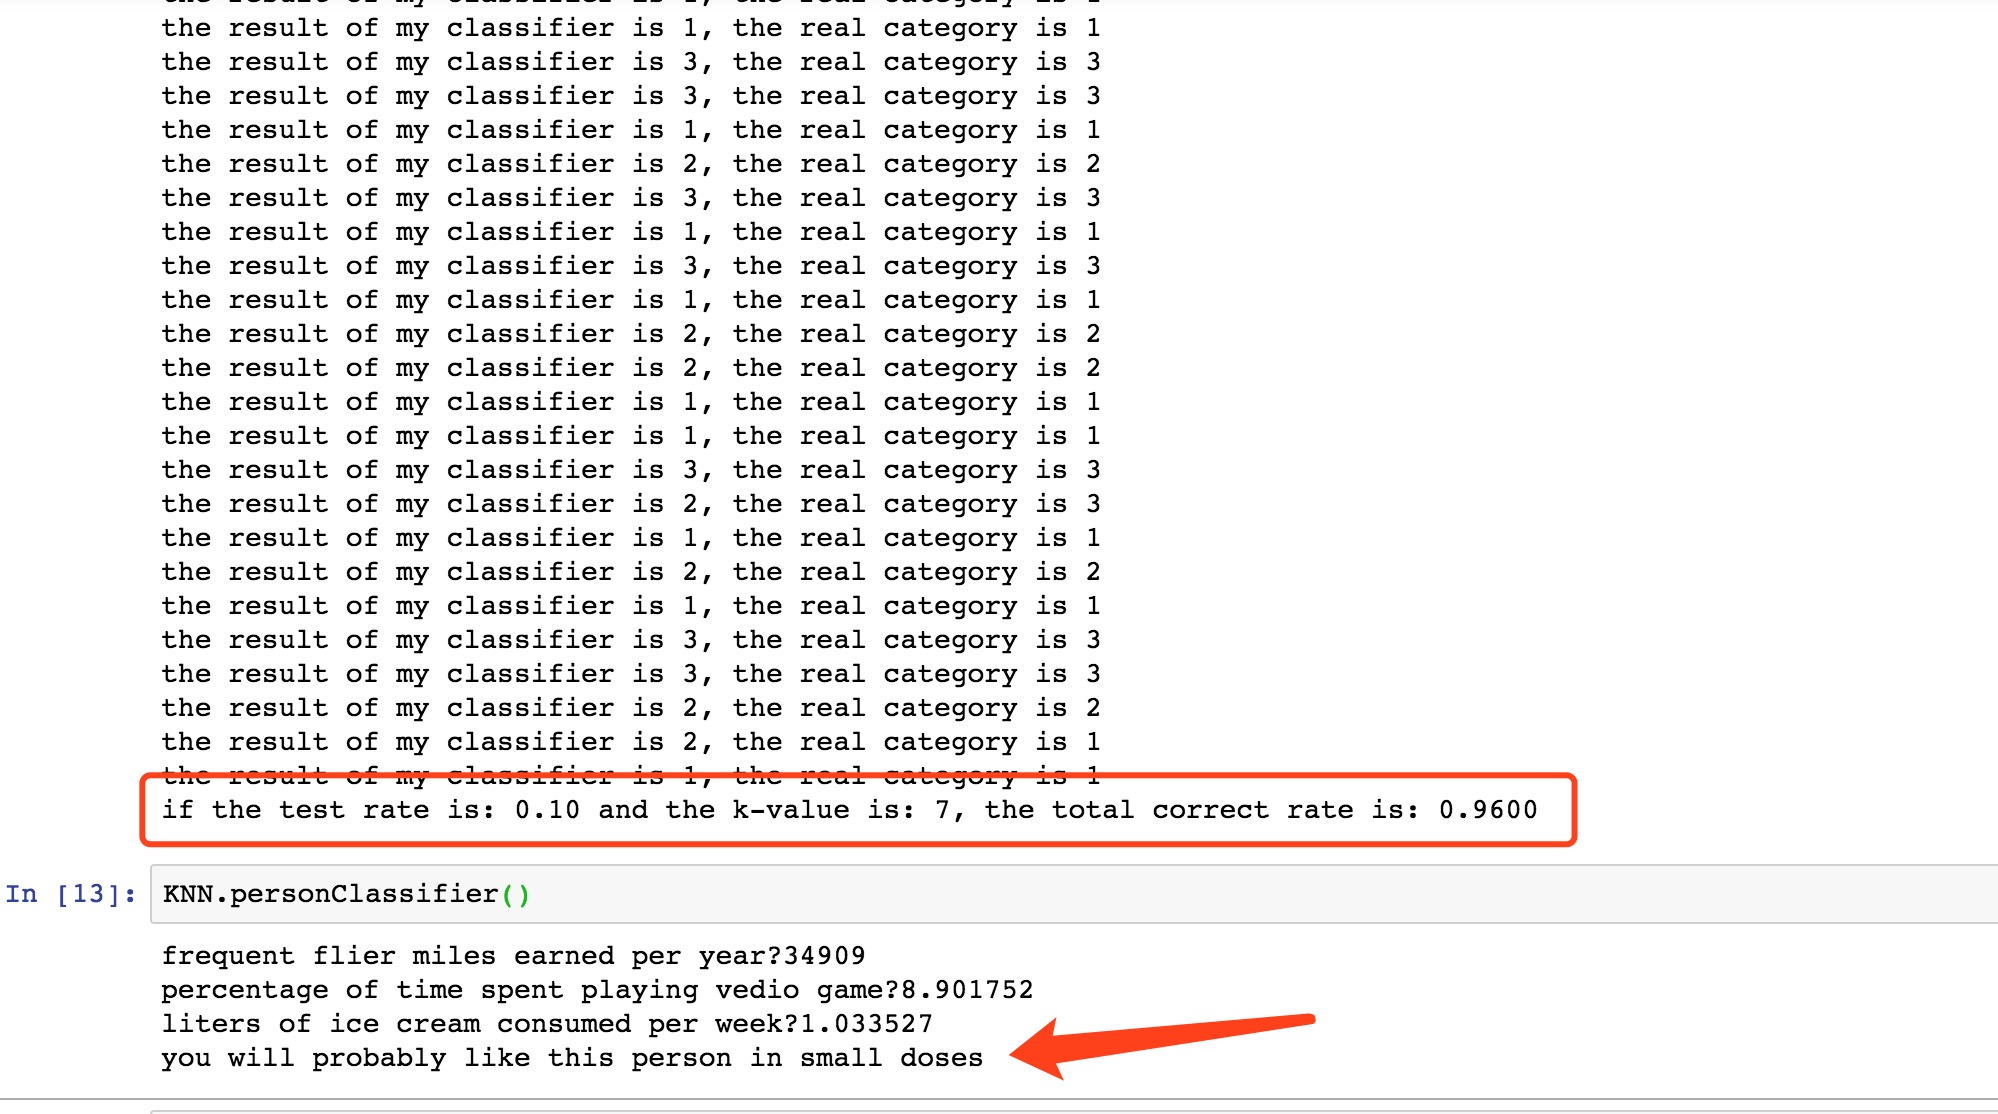 the result of my classifier is 1, the real category is 1
the result of my classifier is 1, the real category is 1
the result of my classifier is 3, the real category is 3
the result of my classifier is 3, the real category is 3
the result of my classifier is 1, the real category is 1
the result of my classifier is 2, the real category is 2
the result of my classifier is 3, the real category is 3
the result of my classifier is 1, the real category is 1
the result of my classifier is 3, the real category is 3
the result of my classifier is 1, the real category is 1
the result of my classifier is 2, the real category is 2
the result of my classifier is 2, the real category is 2
the result of my classifier is 1, the real category is 1
the result of my classifier is 1, the real category is 1
the result of my classifier is 3, the real category is 3
the result of my classifier is 2, the real category is 3
the result of my classifier is 1, the real category is 1
the result of my classifier is 2, the real category is 2
the result of my classifier is 1, the real category is 1
the result of my classifier is 3, the real category is 3
the result of my classifier is 3, the real category is 3
the result of my classifier is 2, the real category is 2
the result of my classifier is 2, the real category is 1
the result of my classifier is 1, the real category is 1
if the test rate is: 0.10 and the k-value is: 7, the total correct rate is: 0.9600
In [13]: KNN.personClassifier()
frequent flier miles earned per year?34909
percentage of time spent playing vedio game?8.901752
liters of ice cream consumed per week?1.033527
you will probably like this person in small doses